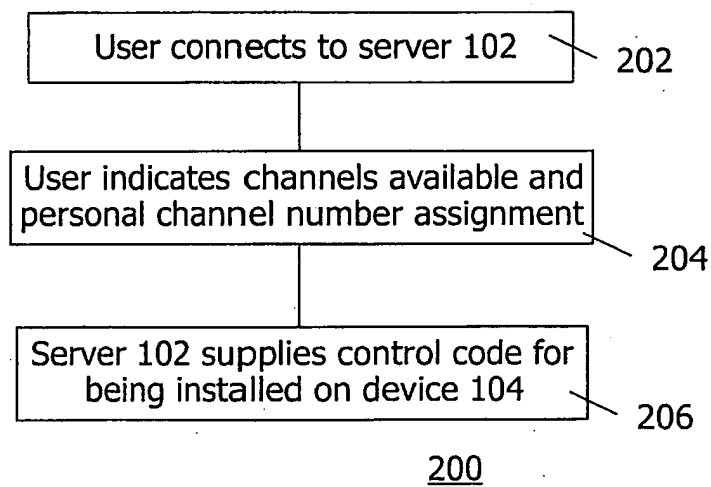 User connects to server 102
202
User indicates channels available and
personal channel number assignment
204
Server 102 supplies control code for
being installed on device 104
206
200